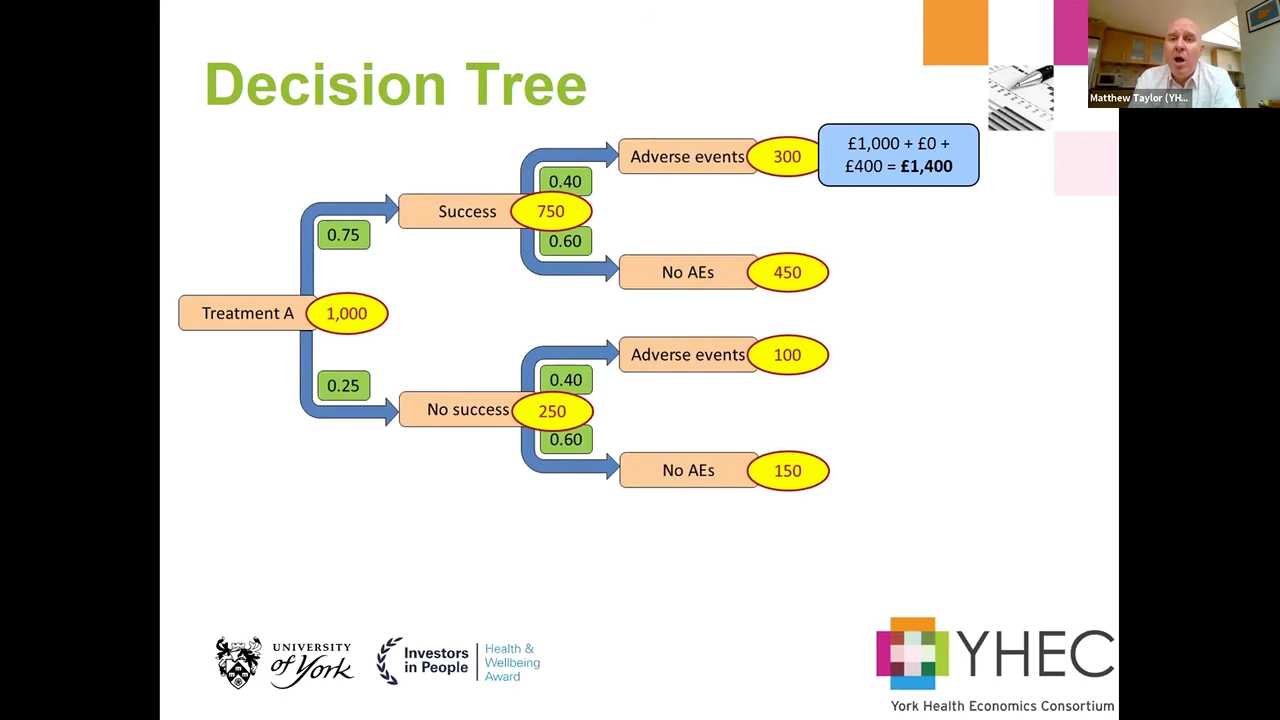 Decision Tree
Matthew Taylor (YH...
£1,000 + £0 +
£400 = £1,400
Adverse events
300
0.40
Success
750
0.60
0.75
No AEs
450
Treatment A
1,000
Adverse events
100
0.25
0.40
No success
250
0.60
No AEs
150
UNIVERSITY
of York
Investors
in People
Health &
Wellbeing
Award
YHEC
York Health Economics Consortium